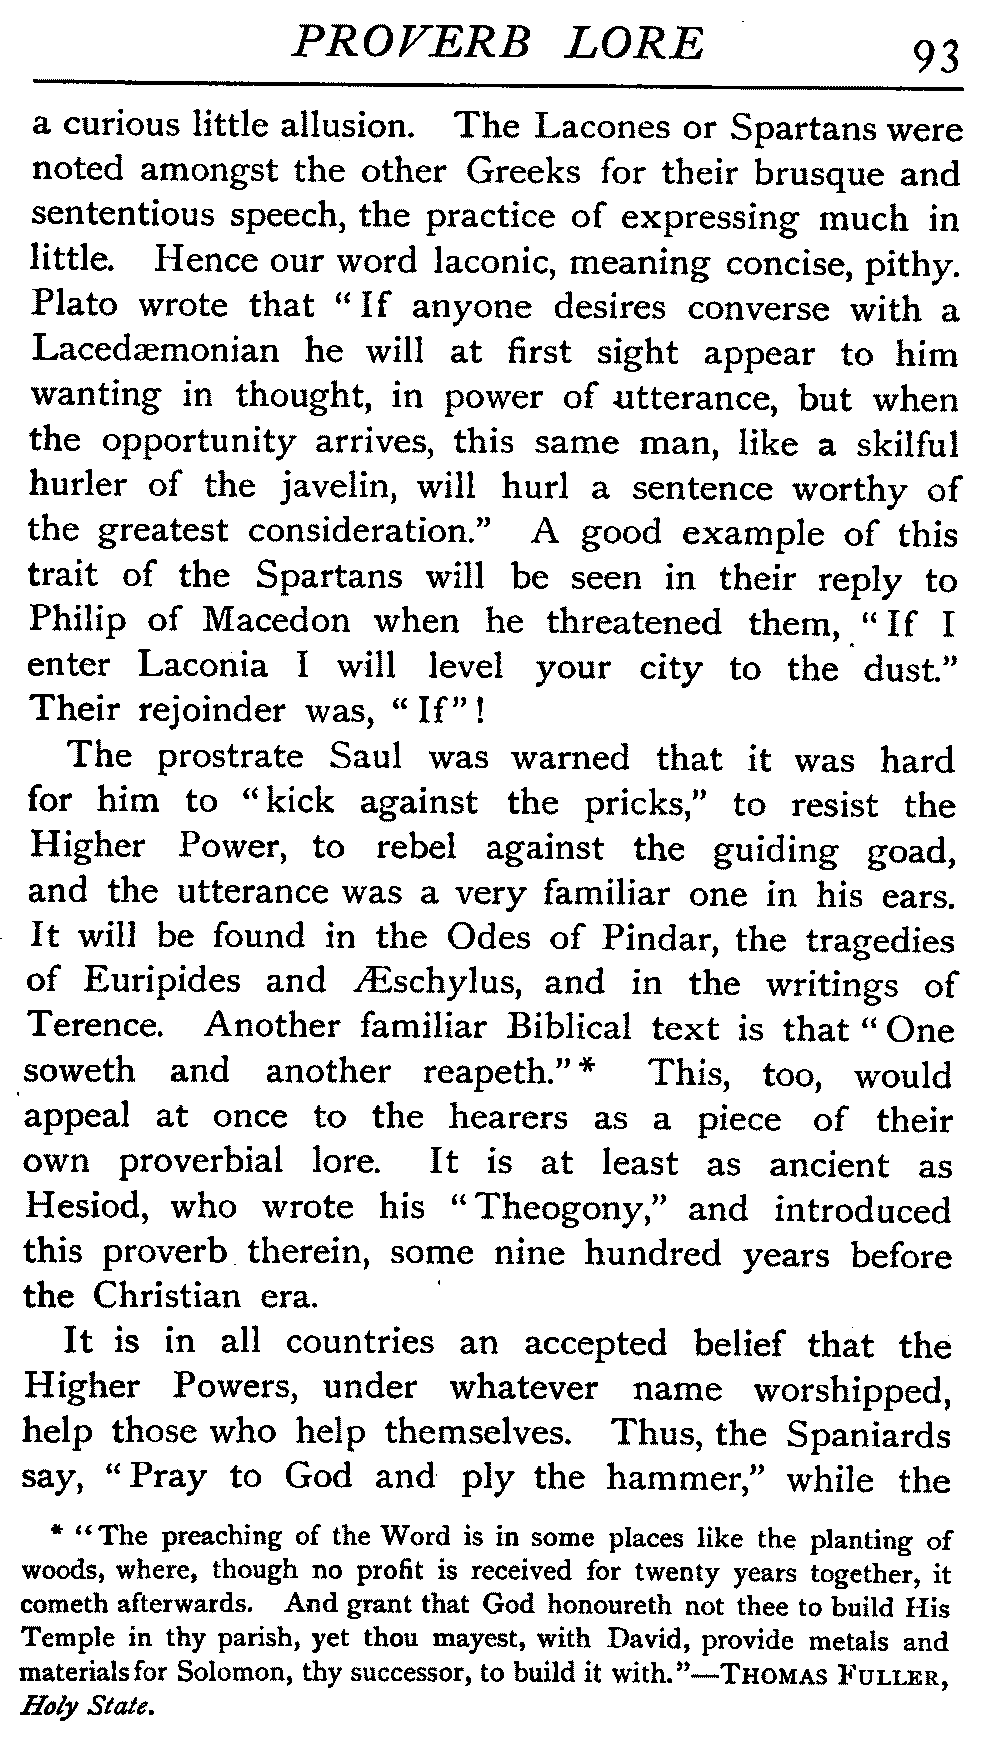 PROVERB LORE 93
a curious little allusion. The Lacones or Spartans were
noted amongst the other Greeks for their brusque and
sententious speech, the practice of expressing much in
little. Hence our word laconic, meaning concise, pithy.
Plato wrote that “If anyone desires converse with a
Lacedæmonian he will at first sight appear to him
wanting in thought, in power of utterance, but when
the opportunity arrives, this same man, like a skilful
hurler of the javelin, will hurl a sentence worthy of
the greatest consideration.” A good example of this
trait of the Spartans will be seen in their reply to
Philip of Macedon when he threatened them, “If I
enter Laconia I will level your city to the dust.”
Their rejoinder was, “If”!
The prostrate Saul was warned that it was hard
for him to “kick against the pricks,” to resist the
Higher Power, to rebel against the guiding goad,
and the utterance was a very familiar one in his ears.
It will be found in the Odes of Pindar, the tragedies
of Euripides and Æschylus, and in the writings of
Terence. Another familiar Biblical text is that “One
soweth and another reapeth.”* This, too, would
appeal at once to the hearers as a piece of their
own proverbial lore. It is at least as ancient as
Hesiod, who wrote his “Theogony,” and introduced
this proverb therein, some nine hundred years before
the Christian era.
It is in all countries an accepted belief that the
Higher Powers, under whatever name worshipped,
help those who help themselves. Thus, the Spaniards
say, “Pray to God and ply the hammer,” while the
* “The preaching of the Word is in some places like the planting of
woods, where, though no profit is received for twenty years together, it
cometh afterwards. And grant that God honoureth not thee to build His
Temple in thy parish, yet thou mayest, with David, provide metals and
materials for Solomon, thy successor, to build it with.”—THOMAS FULLER,
Holy State.